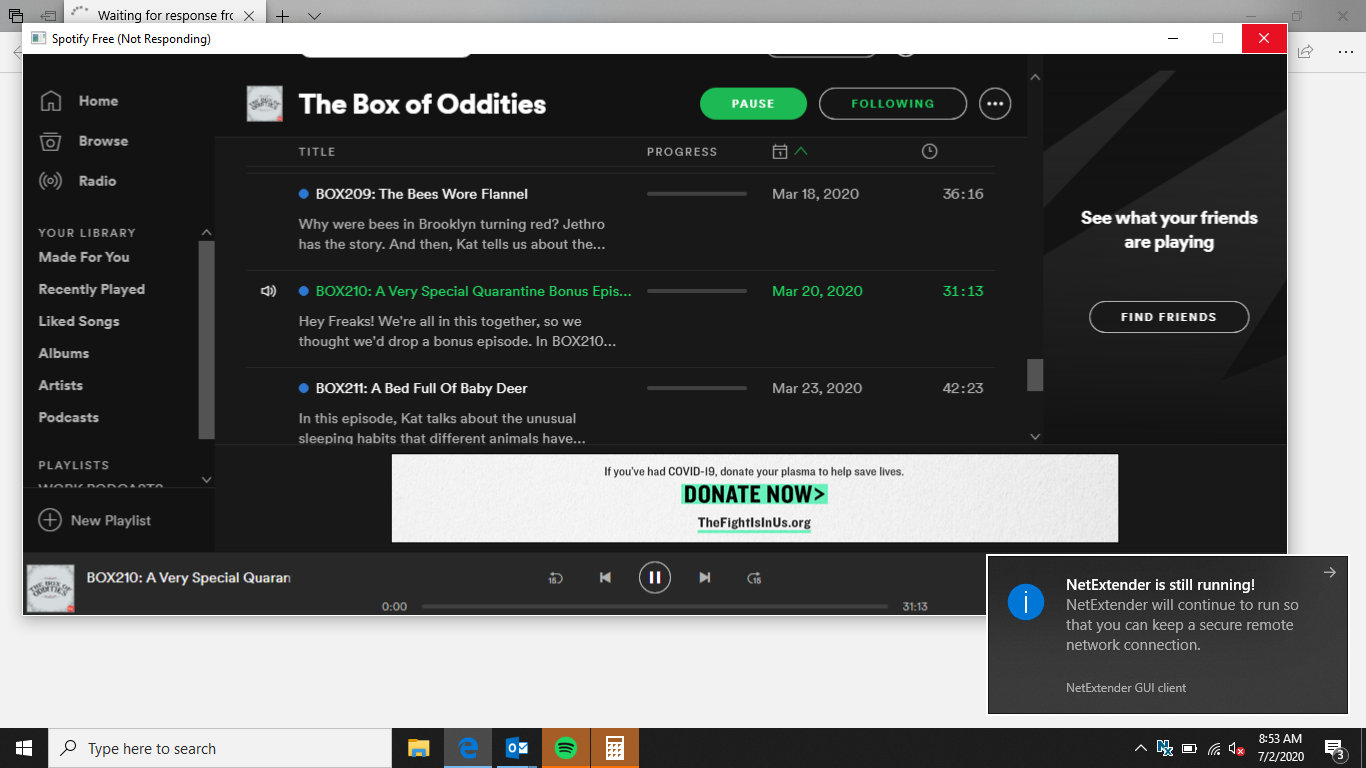 Waiting for response fro
Spotify Free (Not Responding)
Home
Browse
Radio
YOUR LIBRARY
Made For You
Recently Played
Liked Songs
Albums
Artists
Podcasts
PLAYLISTS
WORK PODCASTS
New Playlist
THE BOX OF ODDITIES
The Box of Oddities
PAUSE
FOLLOWING
TITLE PROGRESS
BOX209: The Bees Wore Flannel Mar 18, 2020 36:16
Why were bees in Brooklyn turning red? Jethro
has the story. And then, Kat tells us about the...
BOX210: A Very Special Quarantine Bonus Epis... Mar 20, 2020 31:13
Hey Freaks! We're all in this together, so we
thought we'd drop a bonus episode. In BOX210...
BOX211: A Bed Full Of Baby Deer Mar 23, 2020 42:23
In this episode, Kat talks about the unusual
sleeping habits that different animals have...
See what your friends
are playing
FIND FRIENDS
If you've had COVID-19, donate your plasma to help save lives.
DONATE NOW>
TheFightIsInUs.org
THE BOX OF ODDITIES
BOX210: A Very Special Quaran
15
15
0:00 31:13
NetExtender is still running!
NetExtender will continue to run so
that you can keep a secure remote
network connection.
NetExtender GUI client
Type here to search
8:53 AM
7/2/2020
3